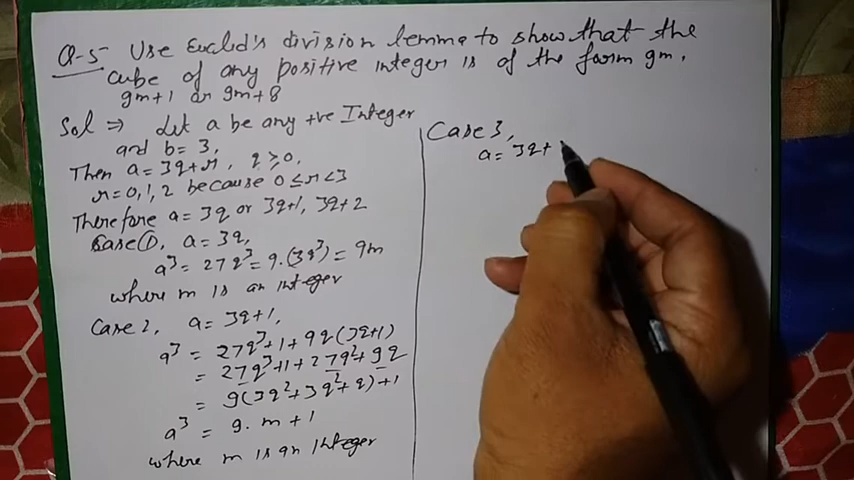 Q-5 Use Euclid's division lemma to show that the
cube of any positive integer is of the form 9m,
9m+1 or 9m+8
Sol ⇒ Let a be any +ve Integer
and b = 3,
Then a = 3q+r, q ≥ 0,
r = 0, 1, 2 because 0 ≤ r < 3
Therefore a = 3q or 3q+1, 3q+2
Case ①, a = 3q,
a³ = 27q³ = 9.(3q³) = 9m
where m is an integer
Case 2, a = 3q+1,
a³ = 27q³+1+9q(3q+1)
= 27q³+1+27q²+9q
= 9(3q³+3q²+q)+1
a³ = 9.m+1
where m is an integer
Case 3,
a = 3q+